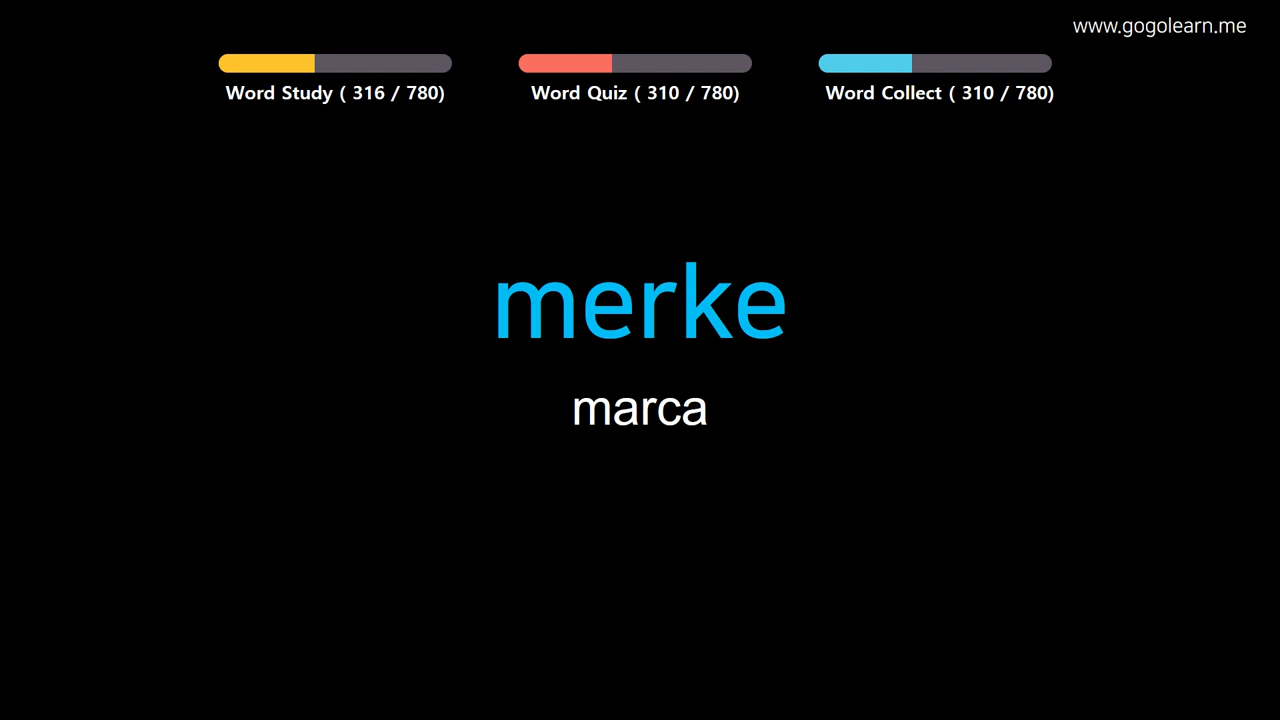 www.gogolearn.me
Word Study ( 316 / 780)
Word Quiz ( 310 / 780)
Word Collect ( 310 / 780)
merke
marca